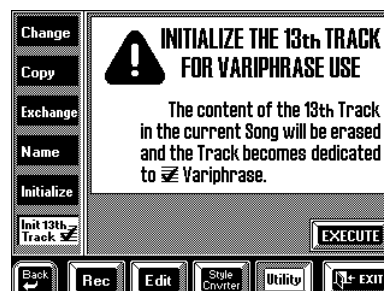 Change
Copy
Exchange
Name
Initialize
Init 13th
Track
INITIALIZE THE 13th TRACK
FOR VARIPHRASE USE
The content of the 13th Track
in the current Song will be erased
and the Track becomes dedicated
to Variphrase.
EXECUTE
Back
Rec
Edit
Style
Cnvrter
Utility
EXIT